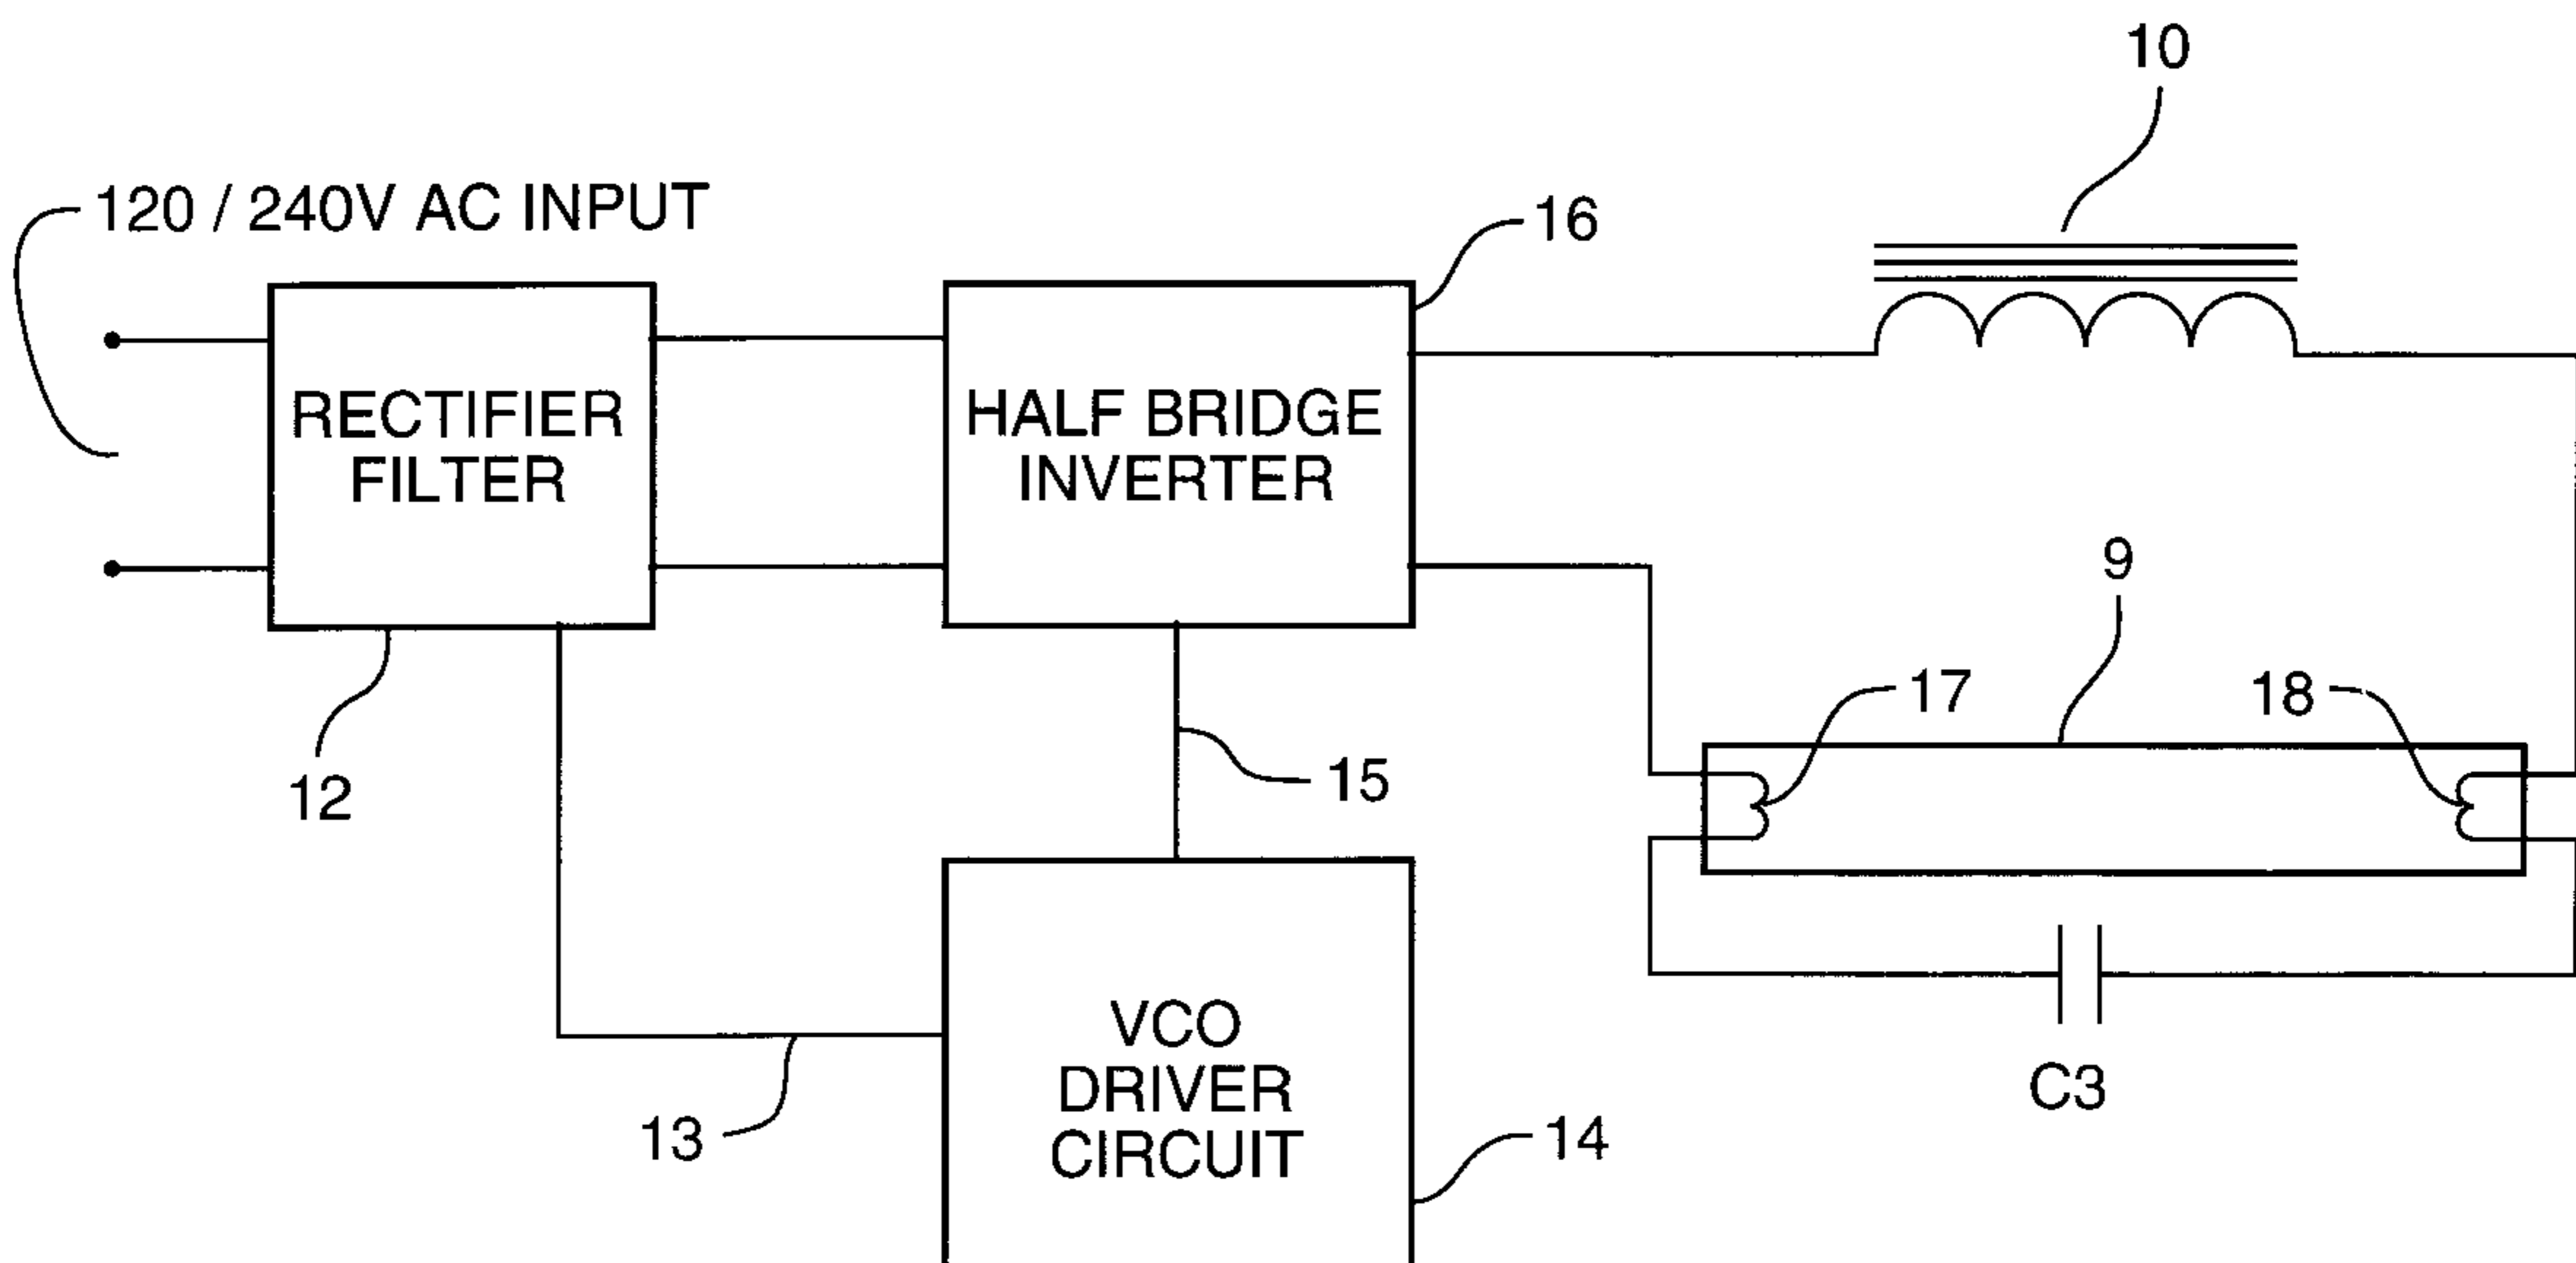 10
120 / 240V AC INPUT
16
RECTIFIER
FILTER
HALF BRIDGE
INVERTER
9
17
18
12
15
VCO
DRIVER
CIRCUIT
13
14
C3